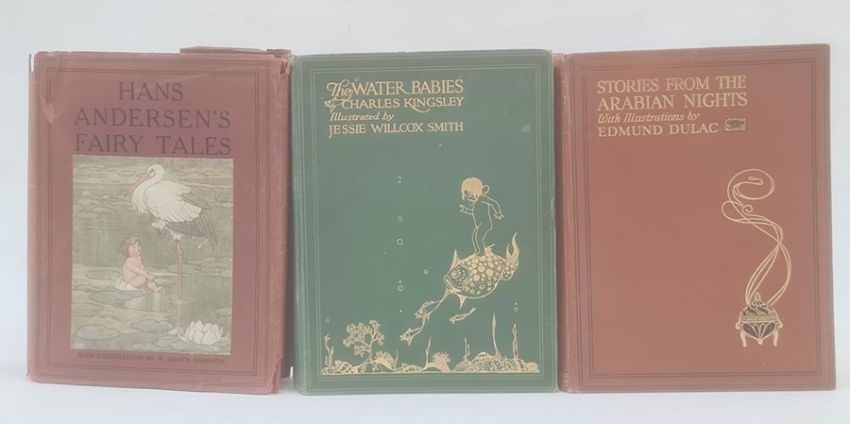 HANS
ANDERSEN'S
FAIRY TALES
WITH ILLUSTRATIONS BY W. HEATH ROBINSON
The WATER BABIES
by CHARLES KINGSLEY
Illustrated by
JESSIE WILLCOX SMITH
STORIES FROM THE
ARABIAN NIGHTS
With Illustrations by
EDMUND DULAC